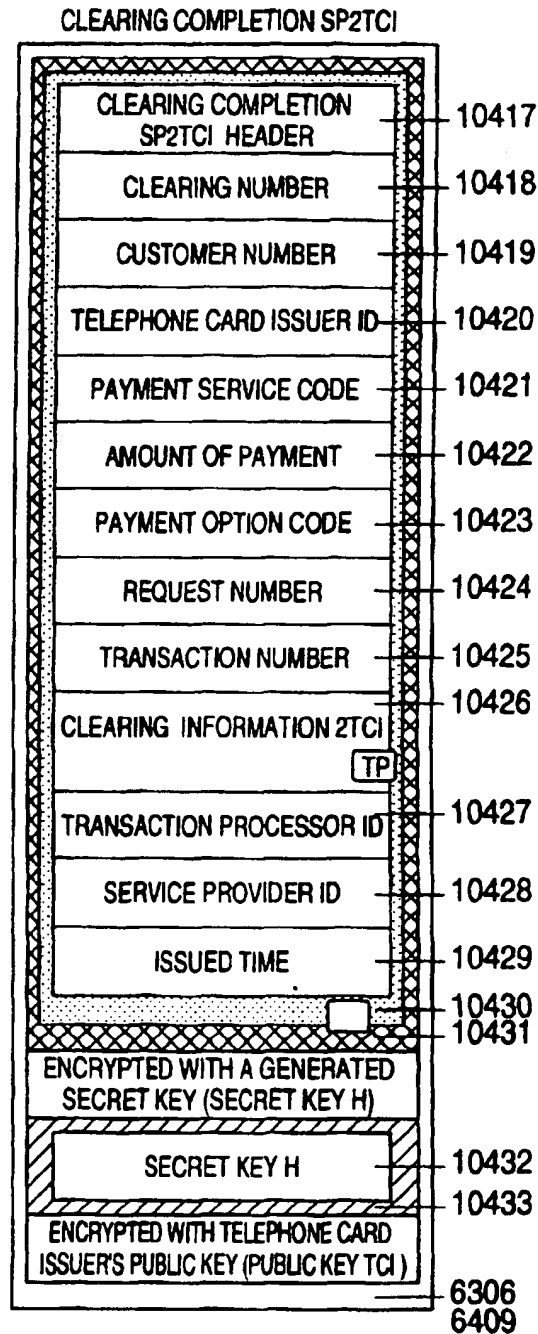 CLEARING COMPLETION SP2TCI
CLEARING COMPLETION
SP2TCI HEADER
10417
CLEARING NUMBER
10418
CUSTOMER NUMBER
10419
TELEPHONE CARD ISSUER ID
10420
PAYMENT SERVICE CODE
10421
AMOUNT OF PAYMENT
10422
PAYMENT OPTION CODE
10423
REQUEST NUMBER
10424
TRANSACTION NUMBER
10425
10426
CLEARING INFORMATION 2TCI
TP
TRANSACTION PROCESSOR ID
10427
SERVICE PROVIDER ID
10428
ISSUED TIME
10429
10430
10431
ENCRYPTED WITH A GENERATED
SECRET KEY (SECRET KEY H)
SECRET KEY H
10432
10433
ENCRYPTED WITH TELEPHONE CARD
ISSUER'S PUBLIC KEY (PUBLIC KEY TCI)
6306
6409